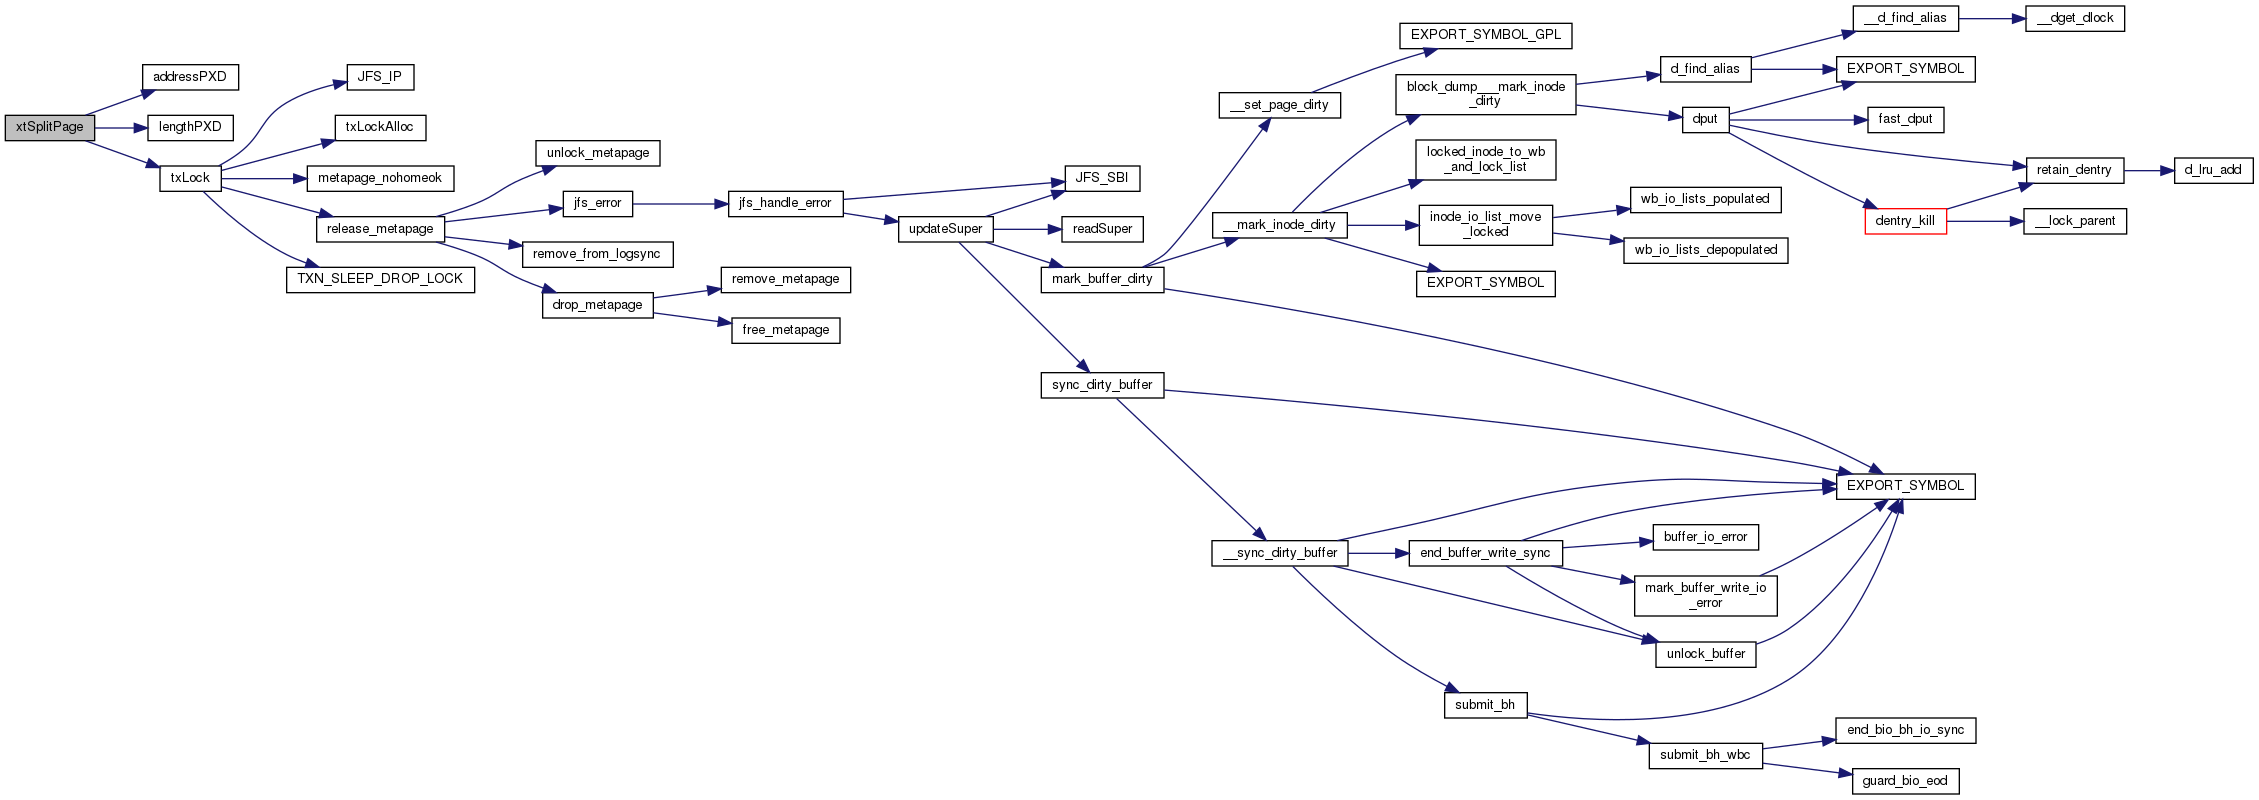 xtSplitPage
addressPXD
lengthPXD
txLock
JFS_IP
txLockAlloc
metapage_nohomeok
release_metapage
TXN_SLEEP_DROP_LOCK
unlock_metapage
jfs_error
remove_from_logsync
drop_metapage
jfs_handle_error
remove_metapage
free_metapage
updateSuper
JFS_SBI
readSuper
mark_buffer_dirty
sync_dirty_buffer
__set_page_dirty
__mark_inode_dirty
__sync_dirty_buffer
EXPORT_SYMBOL_GPL
block_dump___mark_inode
_dirty
locked_inode_to_wb
_and_lock_list
inode_io_list_move
_locked
EXPORT_SYMBOL
end_buffer_write_sync
submit_bh
d_find_alias
dput
wb_io_lists_populated
wb_io_lists_depopulated
buffer_io_error
mark_buffer_write_io
_error
unlock_buffer
submit_bh_wbc
__d_find_alias
EXPORT_SYMBOL
fast_dput
dentry_kill
EXPORT_SYMBOL
end_bio_bh_io_sync
guard_bio_eod
__dget_dlock
retain_dentry
__lock_parent
d_lru_add